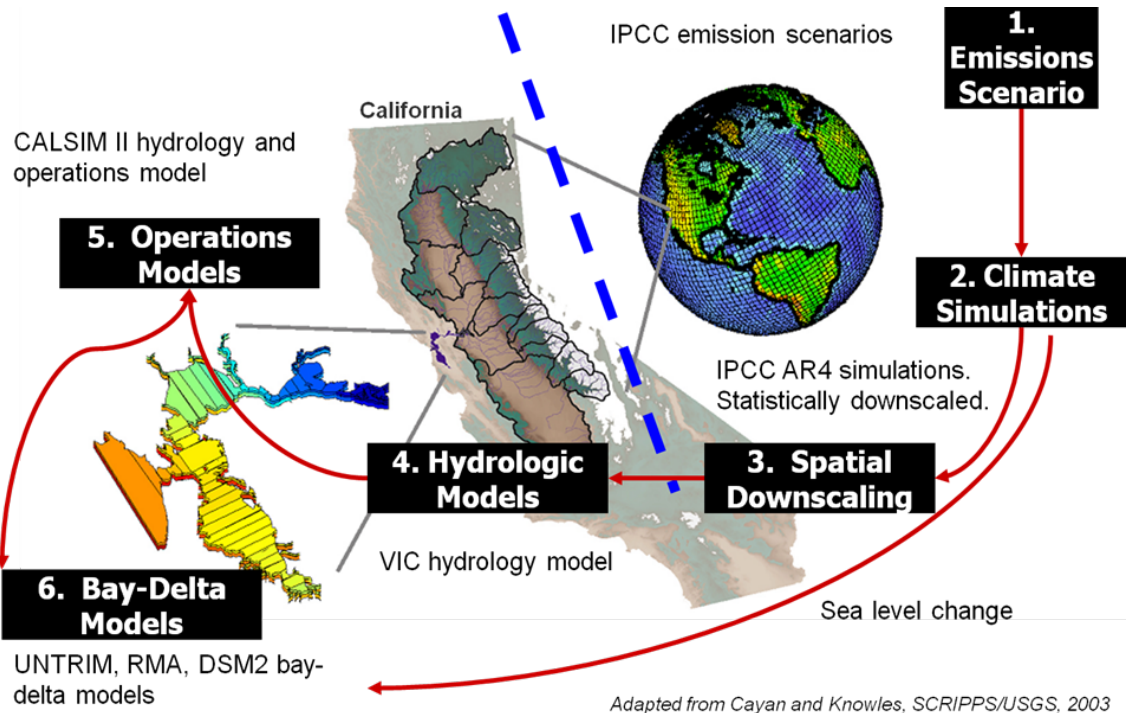 IPCC emission scenarios
1.
Emissions
Scenario
California
CALSIM II hydrology and
operations model
5. Operations
Models
2. Climate
Simulations
IPCC AR4 simulations.
Statistically downscaled.
4. Hydrologic
Models
3. Spatial
Downscaling
VIC hydrology model
6. Bay-Delta
Models
Sea level change
UNTRIM, RMA, DSM2 bay-
delta models
Adapted from Cayan and Knowles, SCRIPPS/USGS, 2003